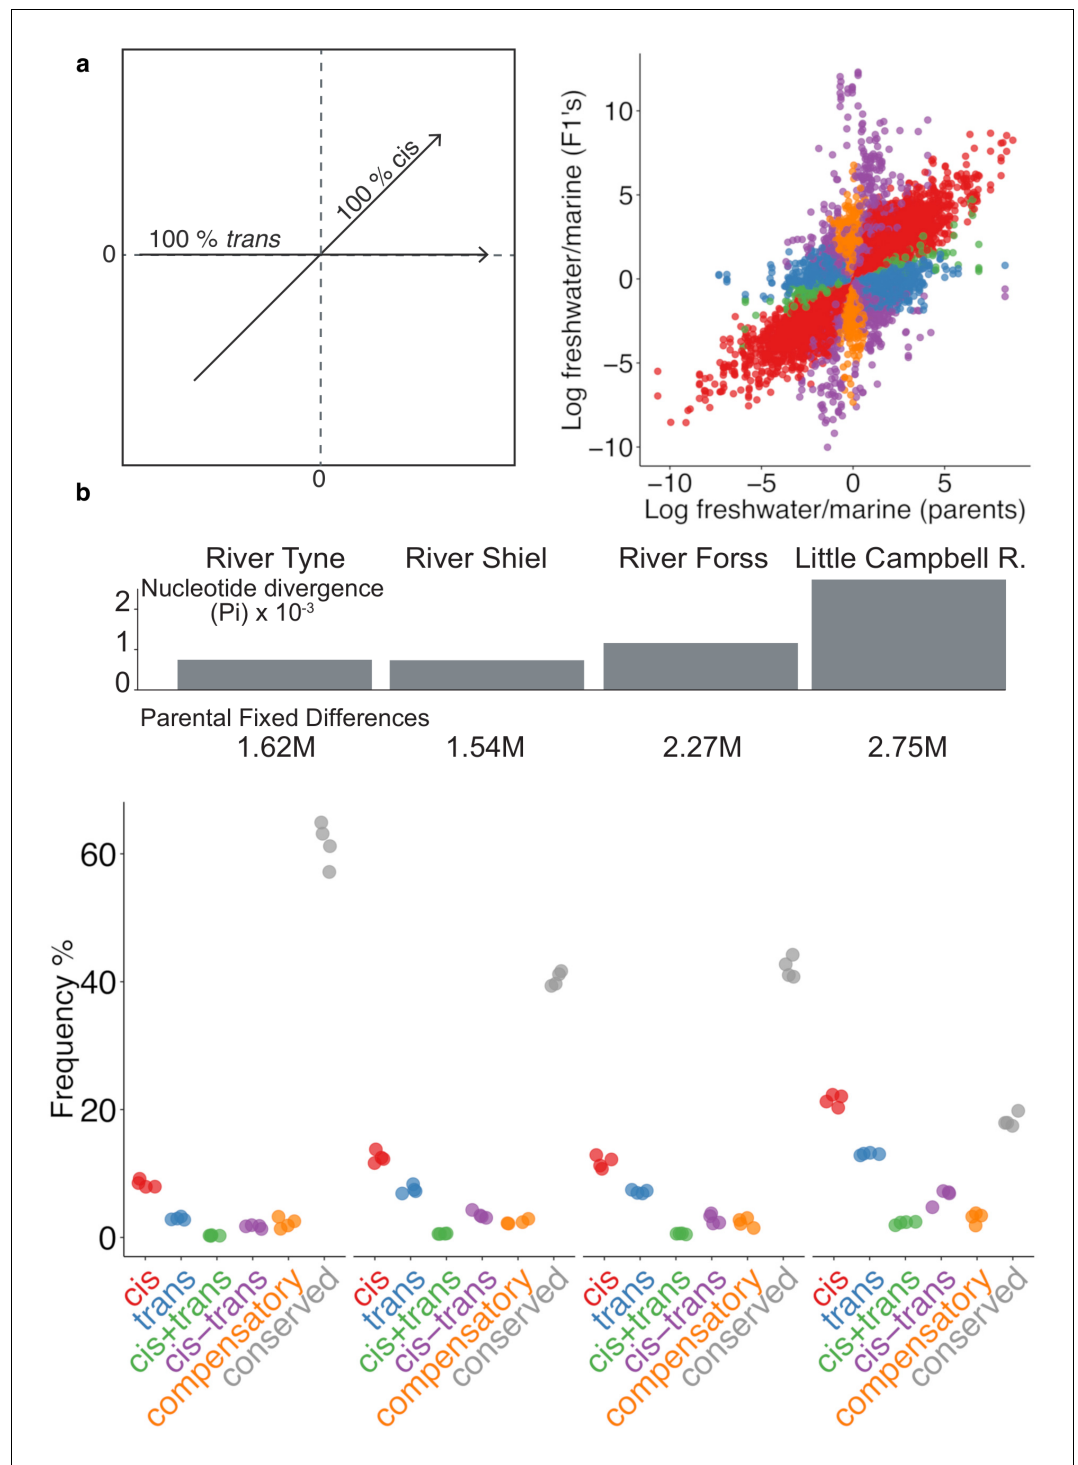 a
100 % cis
100 % trans
0
0
Log freshwater/marine (F1's)
10
5
0
−5
−10
−10 −5 0 5
Log freshwater/marine (parents)
b
River Tyne River Shiel River Forss Little Campbell R.
Nucleotide divergence
(Pi) x 10-3
2
1
0
Parental Fixed Differences
1.62M 1.54M 2.27M 2.75M
Frequency %
60
40
20
0
cis trans cis+trans cis−trans compensatory conserved
cis trans cis+trans cis−trans compensatory conserved
cis trans cis+trans cis−trans compensatory conserved
cis trans cis+trans cis−trans compensatory conserved